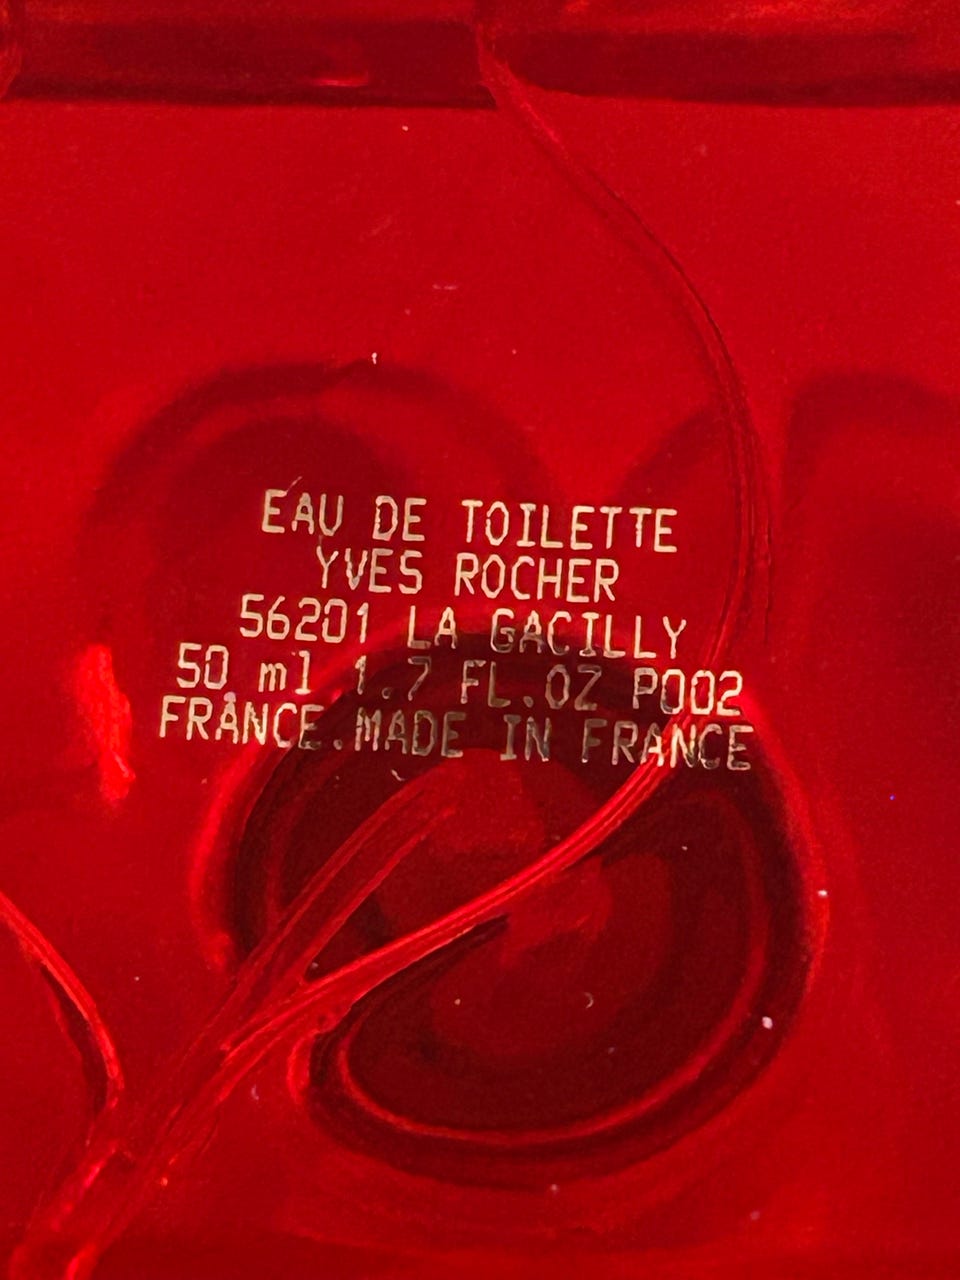 EAU DE TOILETTE
YVES ROCHER
56201 LA GACILLY
50 ml 1.7 FL.OZ P002
FRANCE.MADE IN FRANCE